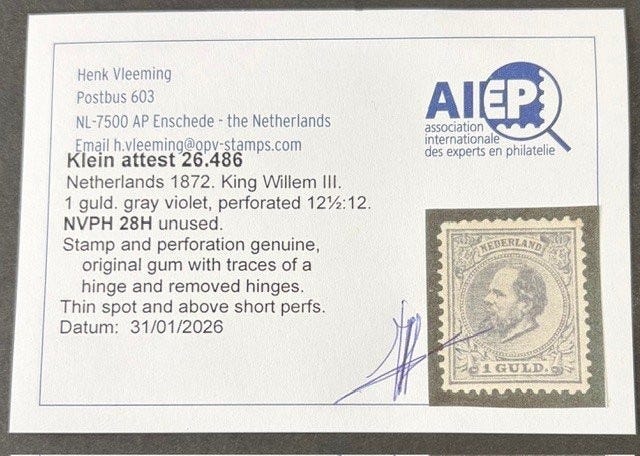 Henk Vleeming
Postbus 603
NL-7500 AP Enschede - the Netherlands
Email h.vleeming@opv-stamps.com
AIEP
association
internationale
des experts en philatelie
Klein attest 26.486
Netherlands 1872. King Willem III.
1 guld. gray violet, perforated 12½:12.
NVPH 28H unused.
Stamp and perforation genuine,
original gum with traces of a
hinge and removed hinges.
Thin spot and above short perfs.
Datum: 31/01/2026
NEDERLAND
1 GULD.